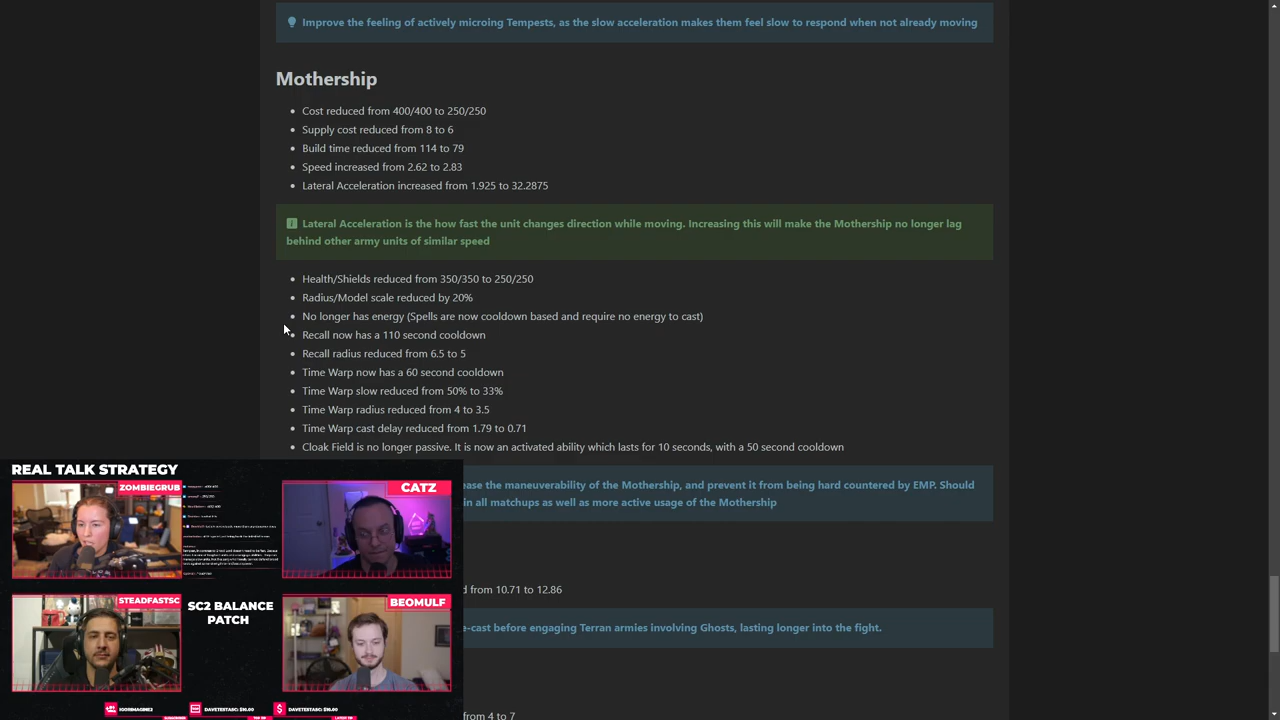 Improve the feeling of actively microing Tempests, as the slow acceleration makes them feel slow to respond when not already moving
Mothership
Cost reduced from 400/400 to 250/250
Supply cost reduced from 8 to 6
Build time reduced from 114 to 79
Speed increased from 2.62 to 2.83
Lateral Acceleration increased from 1.925 to 32.2875
Lateral Acceleration is the how fast the unit changes direction while moving. Increasing this will make the Mothership no longer lag
behind other army units of similar speed
Health/Shields reduced from 350/350 to 250/250
Radius/Model scale reduced by 20%
No longer has energy (Spells are now cooldown based and require no energy to cast)
Recall now has a 110 second cooldown
Recall radius reduced from 6.5 to 5
Time Warp now has a 60 second cooldown
Time Warp slow reduced from 50% to 33%
Time Warp radius reduced from 4 to 3.5
Time Warp cast delay reduced from 1.79 to 0.71
Cloak Field is no longer passive. It is now an activated ability which lasts for 10 seconds, with a 50 second cooldown
ease the maneuverability of the Mothership, and prevent it from being hard countered by EMP. Should
in all matchups as well as more active usage of the Mothership
d from 10.71 to 12.86
e-cast before engaging Terran armies involving Ghosts, lasting longer into the fight.
from 4 to 7
REAL TALK STRATEGY
ZOMBIEGRUB
CATZ
STEADFASTSC
SC2 BALANCE
PATCH
BEOMULF